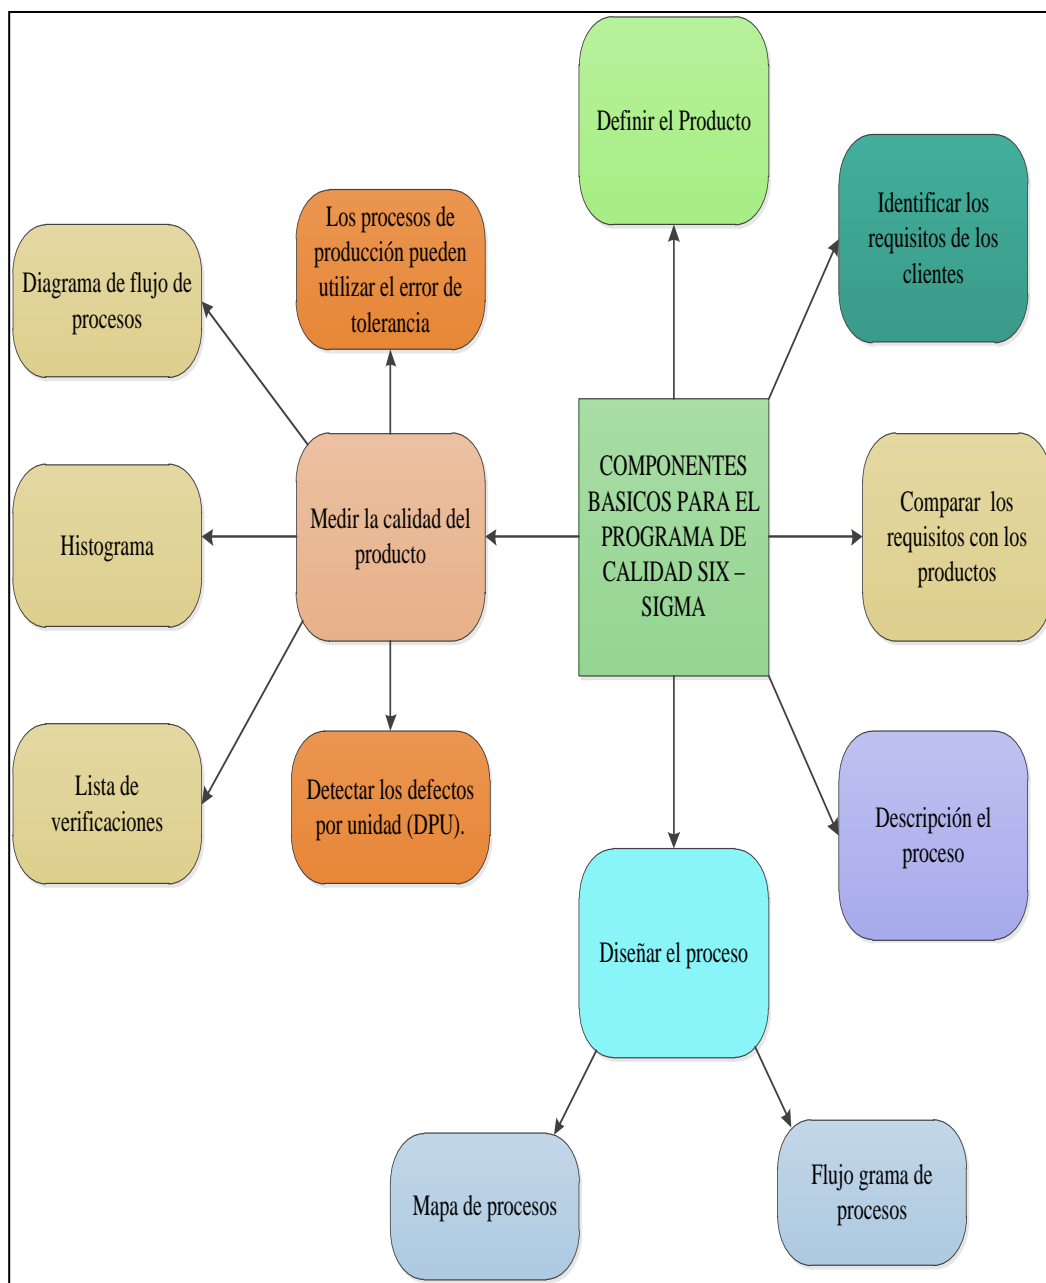 Definir el Producto
Identificar los
requisitos de los
clientes
Los procesos de
producción pueden
utilizar el error de
tolerancia
Diagrama de flujo de
procesos
COMPONENTES
BASICOS PARA EL
PROGRAMA DE
CALIDAD SIX –
SIGMA
Medir la calidad del
producto
Histograma
Comparar  los
requisitos con los
productos
Lista de
verificaciones
Detectar los defectos
por unidad (DPU).
Descripción el
proceso
Diseñar el proceso
Mapa de procesos
Flujo grama de
procesos